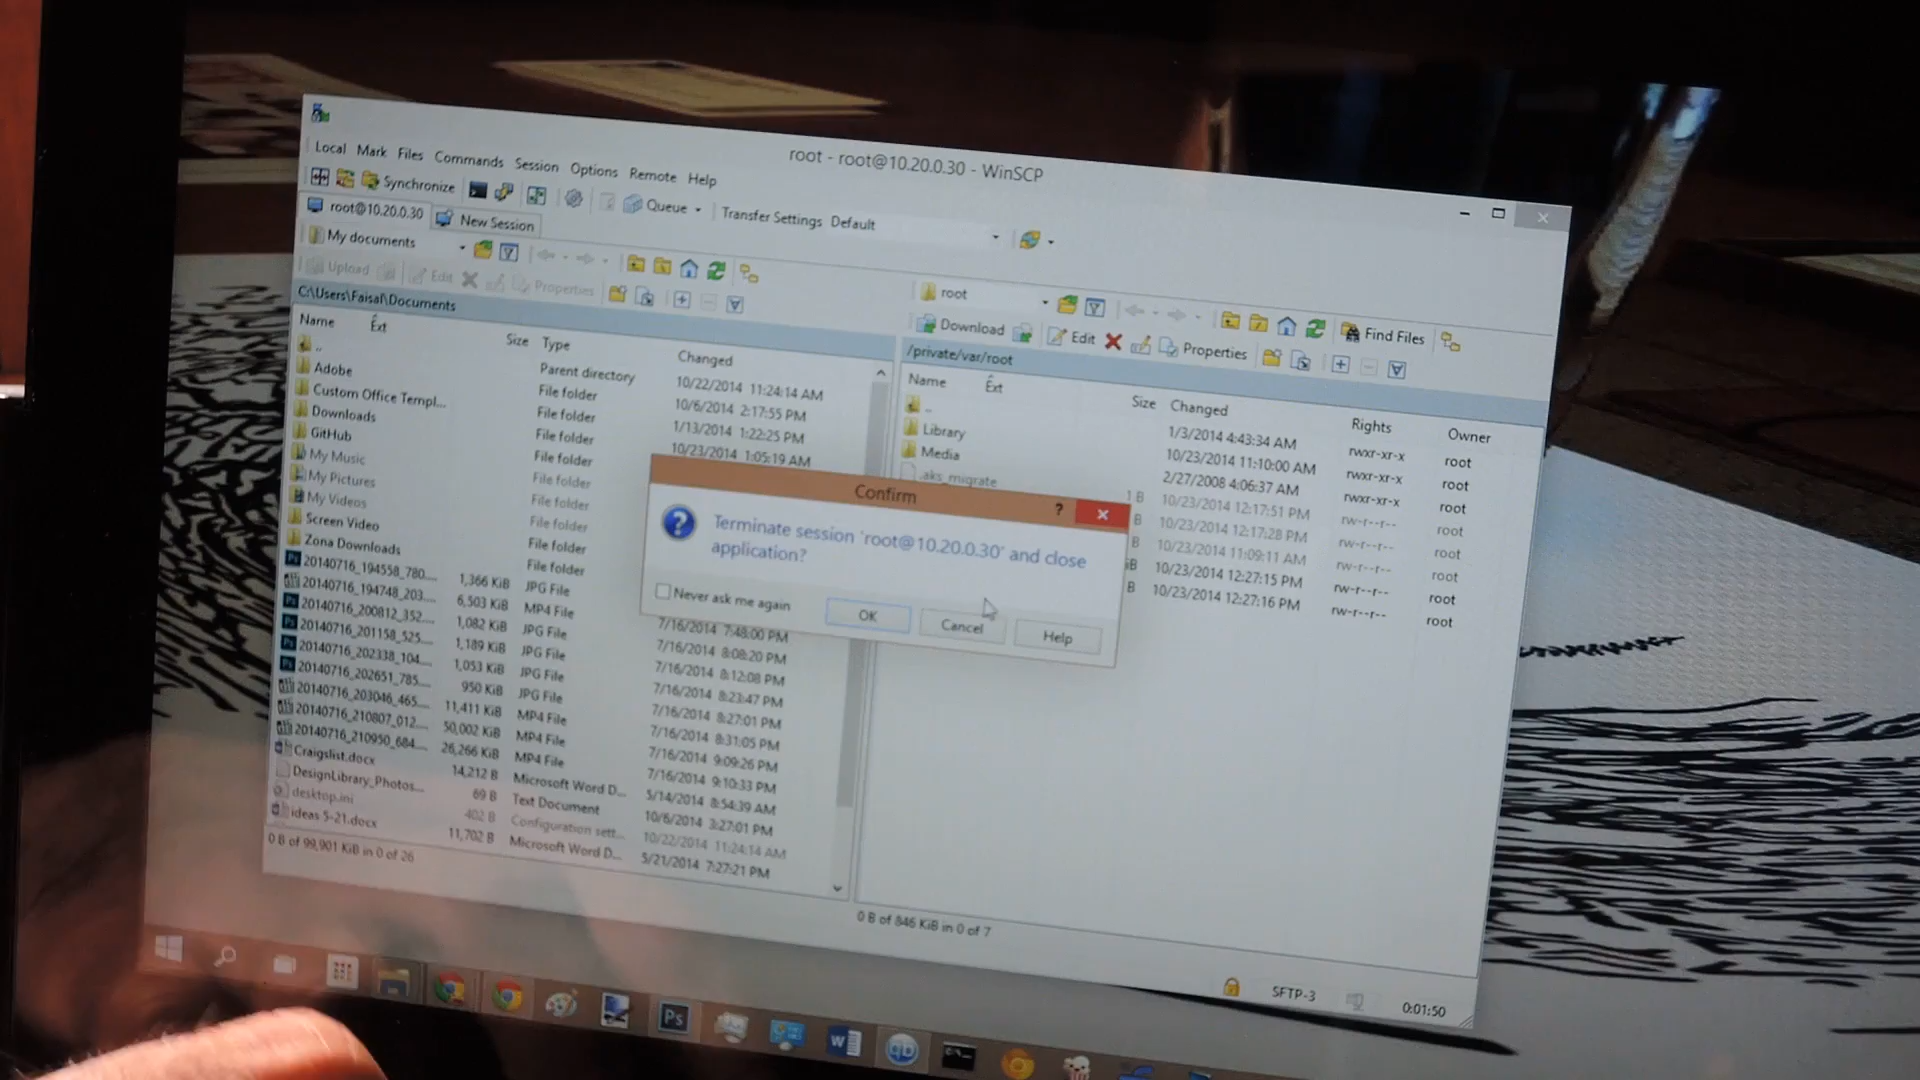 root - root@10.20.0.30 - WinSCP
Local Mark Files Commands Session Options Remote Help
Synchronize Queue Transfer Settings Default
root@10.20.0.30 New Session
My documents
Upload Edit Properties
C:\Users\Faisal\Documents
Name Ext Size Type Changed
.. Parent directory 10/22/2014 11:24:14 AM
Adobe File folder 10/6/2014 2:17:55 PM
Custom Office Templ... File folder 1/13/2014 1:22:25 PM
Downloads File folder 10/23/2014 1:05:19 AM
GitHub File folder
My Music File folder
My Pictures File folder
My Videos File folder
Screen Video File folder
Zona Downloads File folder
20140716_194558_780.... 1,366 KiB JPG File
20140716_194748_203.... 6,503 KiB MP4 File 7/16/2014 7:48:00 PM
20140716_200812_352.... 1,082 KiB JPG File 7/16/2014 8:08:20 PM
20140716_201158_525.... 1,189 KiB JPG File 7/16/2014 8:12:08 PM
20140716_202338_104.... 1,053 KiB JPG File 7/16/2014 8:23:47 PM
20140716_202651_785.... 950 KiB JPG File 7/16/2014 8:27:01 PM
20140716_203046_465.... 11,411 KiB MP4 File 7/16/2014 8:31:05 PM
20140716_210807_012.... 50,002 KiB MP4 File 7/16/2014 9:09:26 PM
20140716_210950_684.... 26,266 KiB MP4 File 7/16/2014 9:10:33 PM
Craigslist.docx 14,212 B Microsoft Word D... 5/14/2014 8:54:39 AM
DesignLibrary_Photos... 69 B Text Document 10/6/2014 3:27:01 PM
desktop.ini 402 B Configuration sett... 10/22/2014 11:24:14 AM
ideas 5-21.docx 11,702 B Microsoft Word D... 5/21/2014 7:27:21 PM
0 B of 99,901 KiB in 0 of 26
root
Find Files
Download Edit Properties
/private/var/root
Name Ext Size Changed Rights Owner
.. 1/3/2014 4:43:34 AM rwxr-xr-x root
Library 10/23/2014 11:10:00 AM rwxr-xr-x root
Media 2/27/2008 4:06:37 AM rwxr-xr-x root
.aks_migrate 1 B 10/23/2014 12:17:51 PM rw-r--r-- root
B 10/23/2014 12:17:28 PM rw-r--r-- root
B 10/23/2014 11:09:11 AM rw-r--r-- root
10/23/2014 12:27:15 PM rw-r--r-- root
B 10/23/2014 12:27:16 PM rw-r--r-- root
Confirm
?
Terminate session 'root@10.20.0.30' and close
application?
Never ask me again
OK Cancel Help
0 B of 846 KiB in 0 of 7
SFTP-3 0:01:50
Ps
W
qb